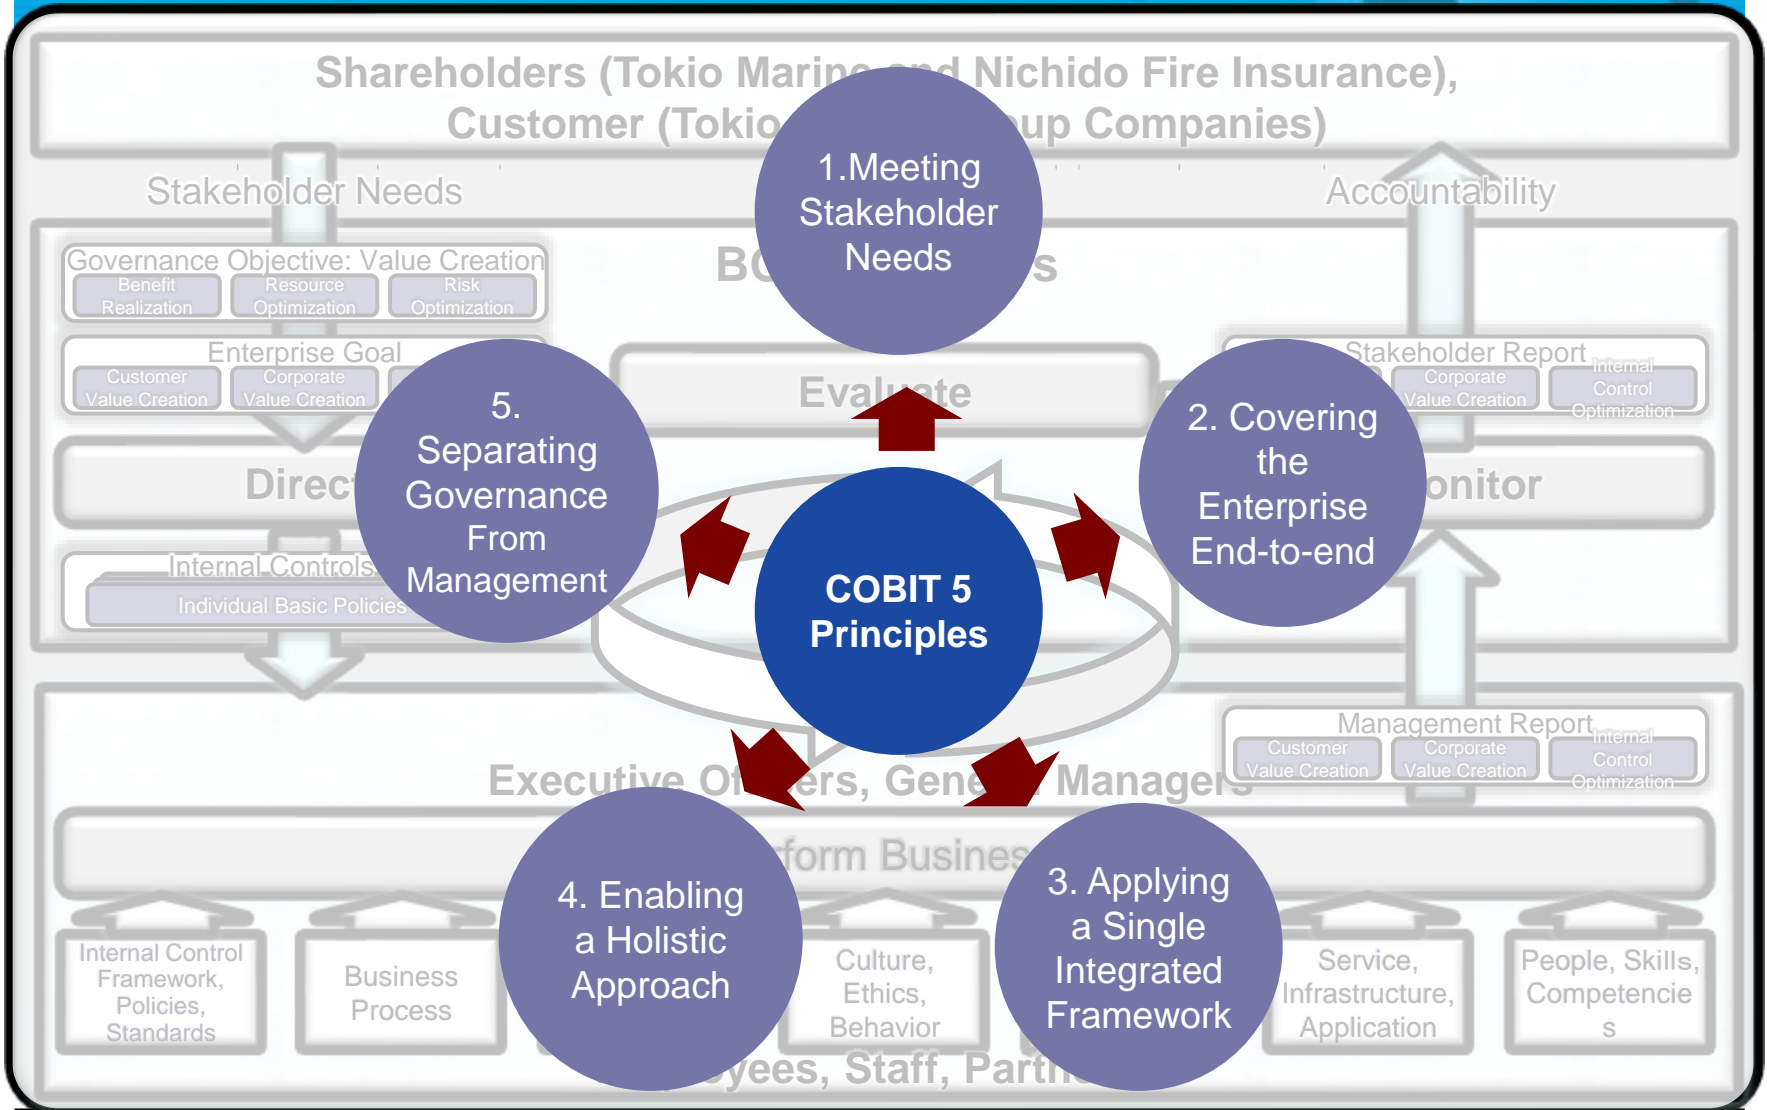 Shareholders (Tokio Marine and Nichido Fire Insurance),
Customer (Tokio up Companies)
Stakeholder Needs
Accountability
1.Meeting
Stakeholder
Needs
Governance Objective: Value Creation
Benefit
Realization
Resource
Optimization
Risk
Optimization
Enterprise Goal
Customer
Value Creation
Corporate
Value Creation
Evaluate
Stakeholder Report
Corporate
Value Creation
Internal
Control
Optimization
5.
Separating
Governance
From
Management
2. Covering
the
Enterprise
End-to-end
Direct
onitor
Internal Controls
Individual Basic Policies
COBIT 5
Principles
Management Report
Customer
Value Creation
Corporate
Value Creation
Internal
Control
Optimization
Executive Officers, General Managers
form Busines
4. Enabling
a Holistic
Approach
3. Applying
a Single
Integrated
Framework
Internal Control
Framework,
Policies,
Standards
Business
Process
Culture,
Ethics,
Behavior
Service,
Infrastructure,
Application
People, Skills,
Competencie
s
yees, Staff, Partn